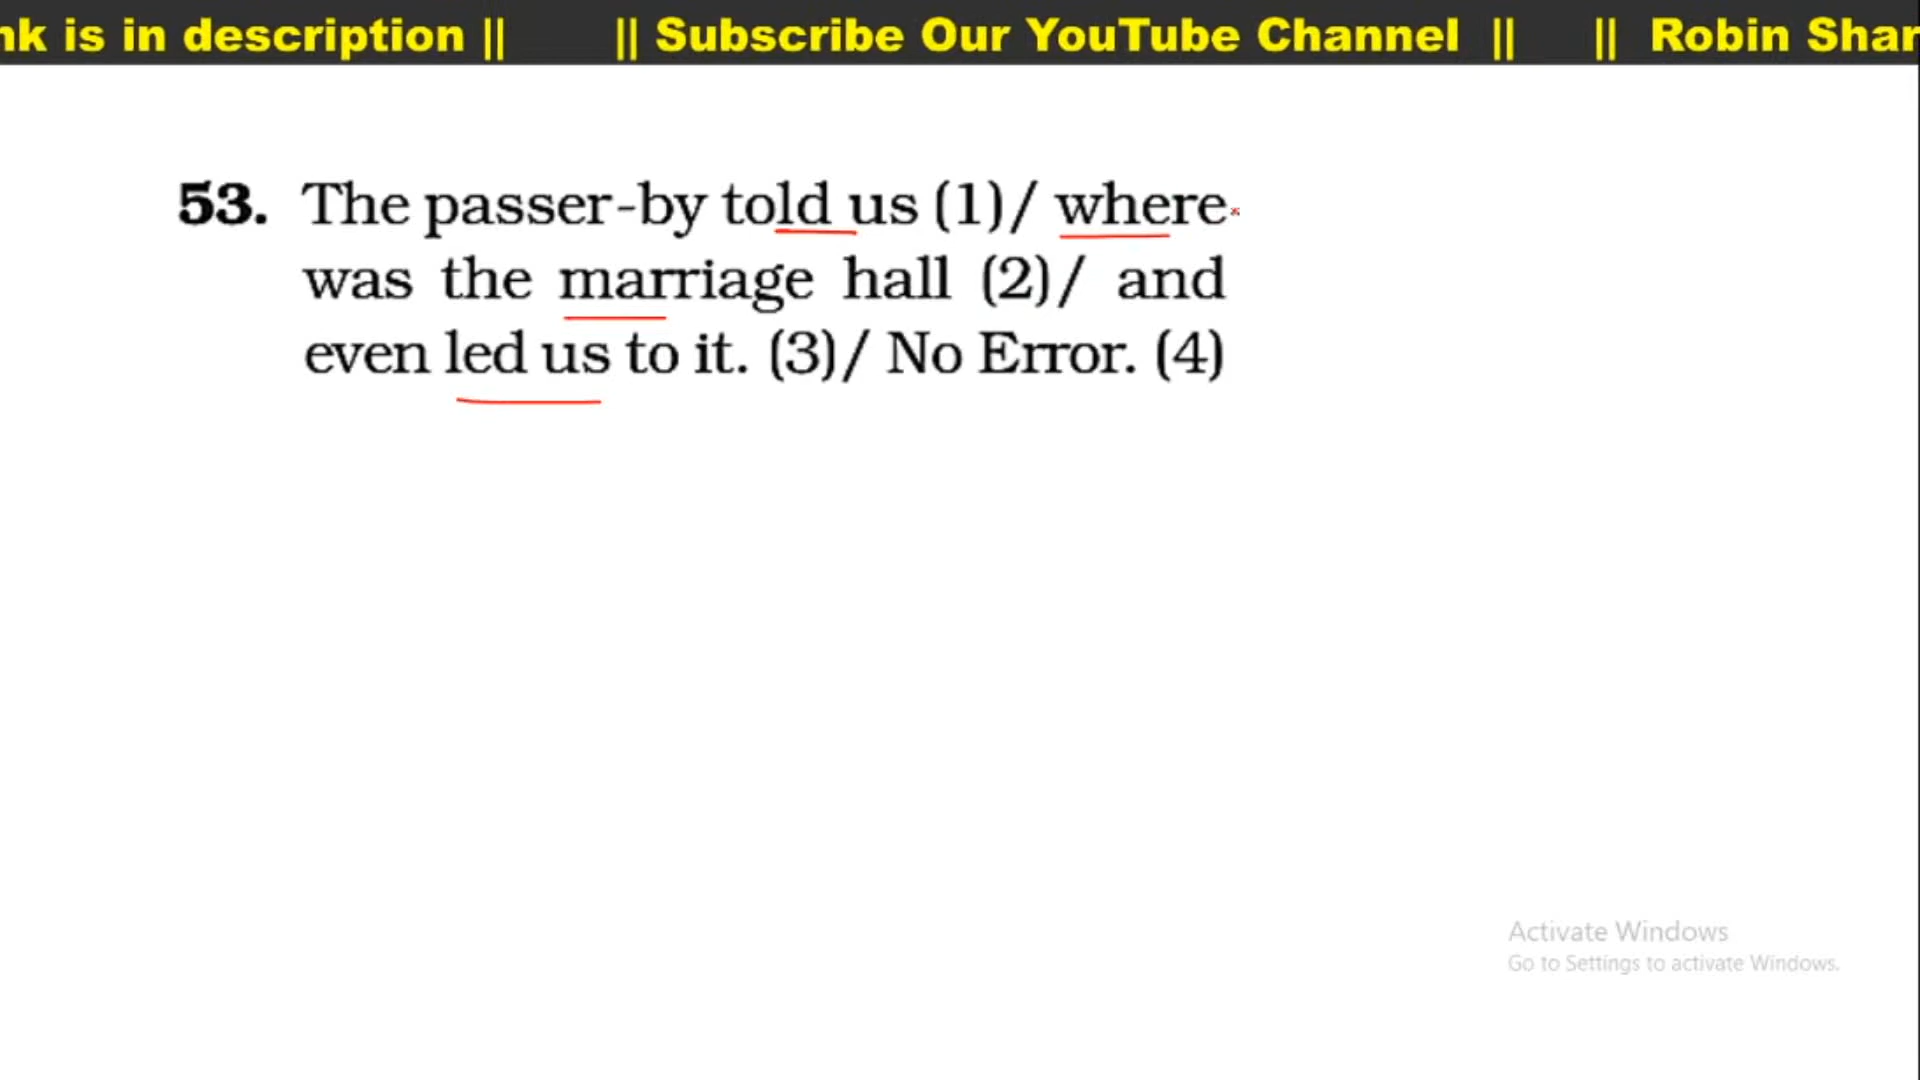 nk is in description || || Subscribe Our YouTube Channel || || Robin Shar
53. The passer-by told us (1)/ where
was the marriage hall (2)/ and
even led us to it. (3)/ No Error. (4)
Activate Windows
Go to Settings to activate Windows.